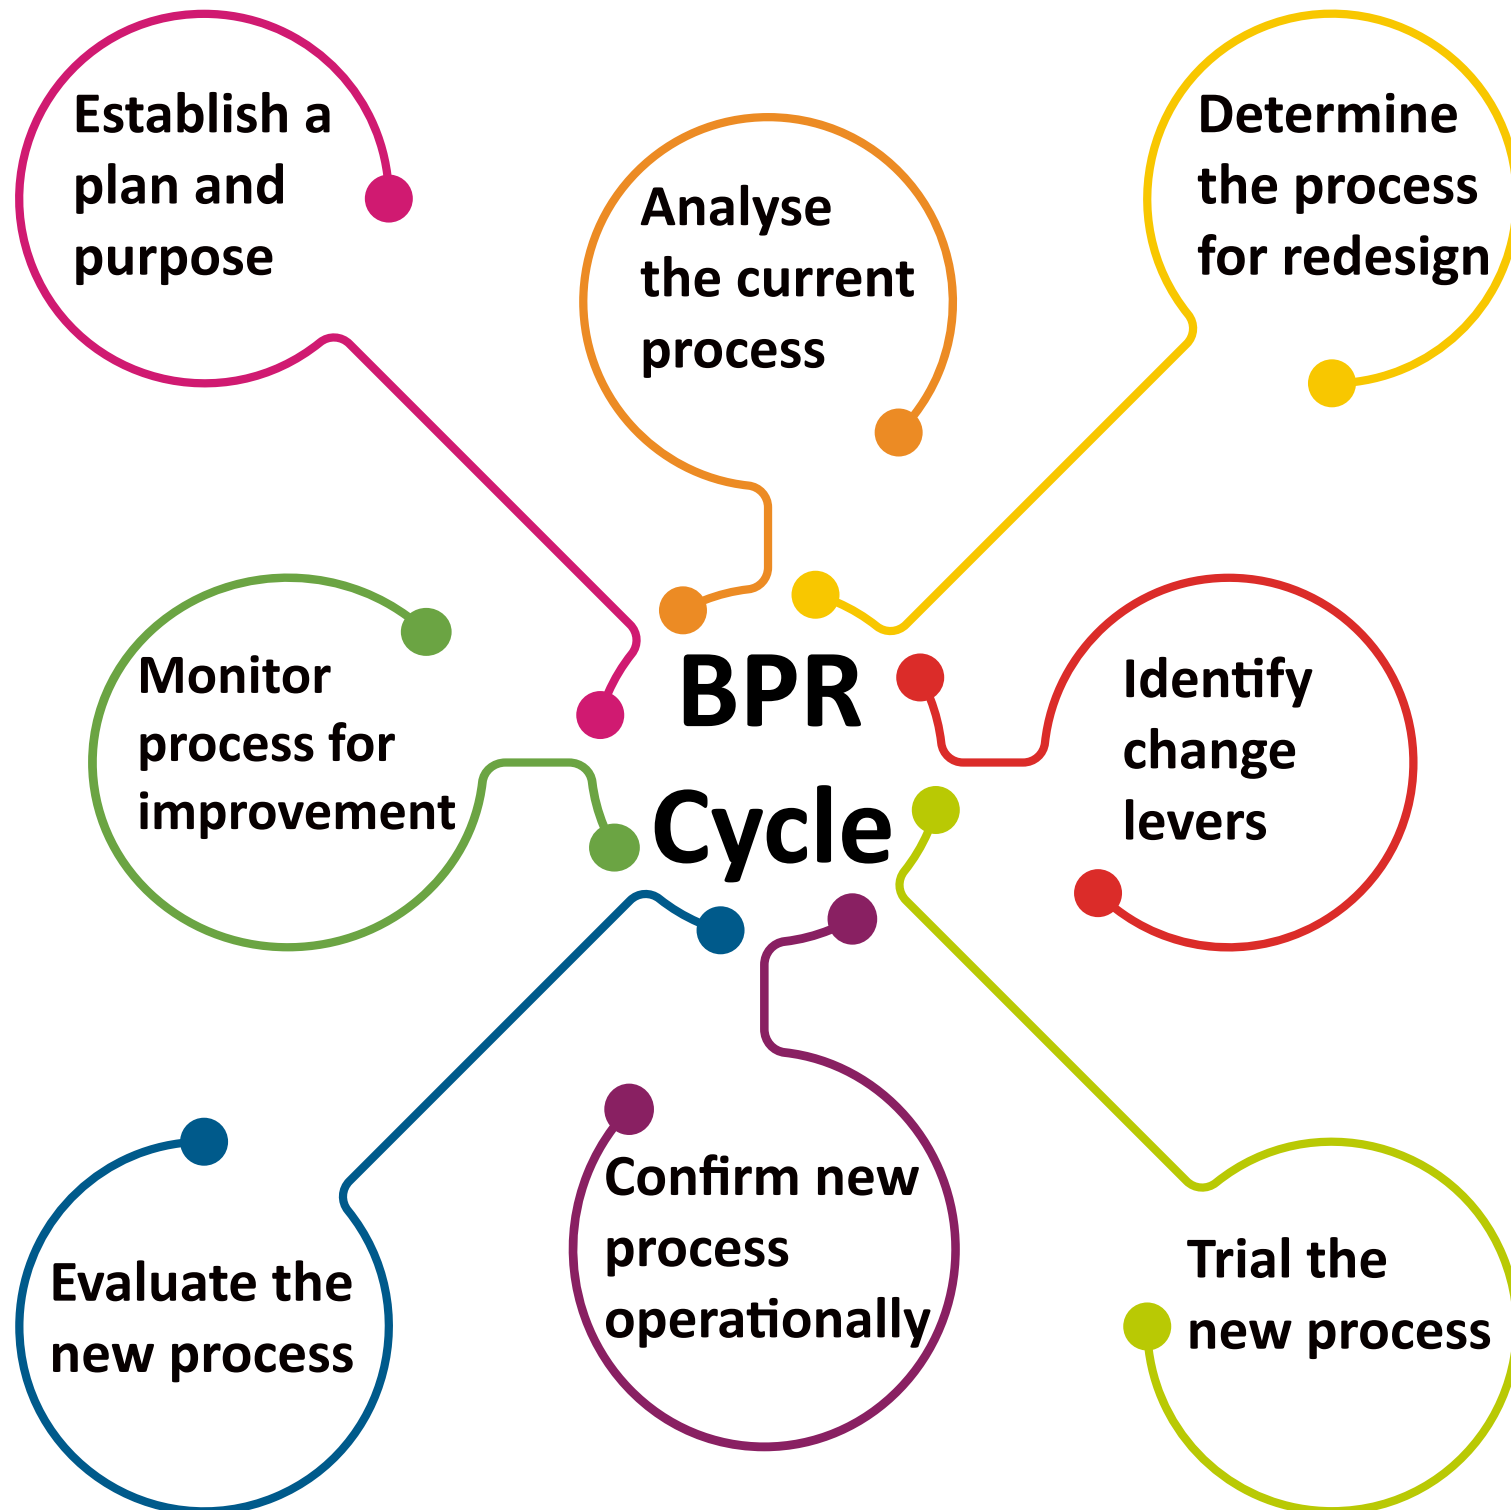 Establish a
plan and
purpose
Analyse
the current
process
Determine
the process
for redesign
Monitor
process for
improvement
BPR
Cycle
Identify
change
levers
Evaluate the
new process
Confirm new
process
operationally
Trial the
new process